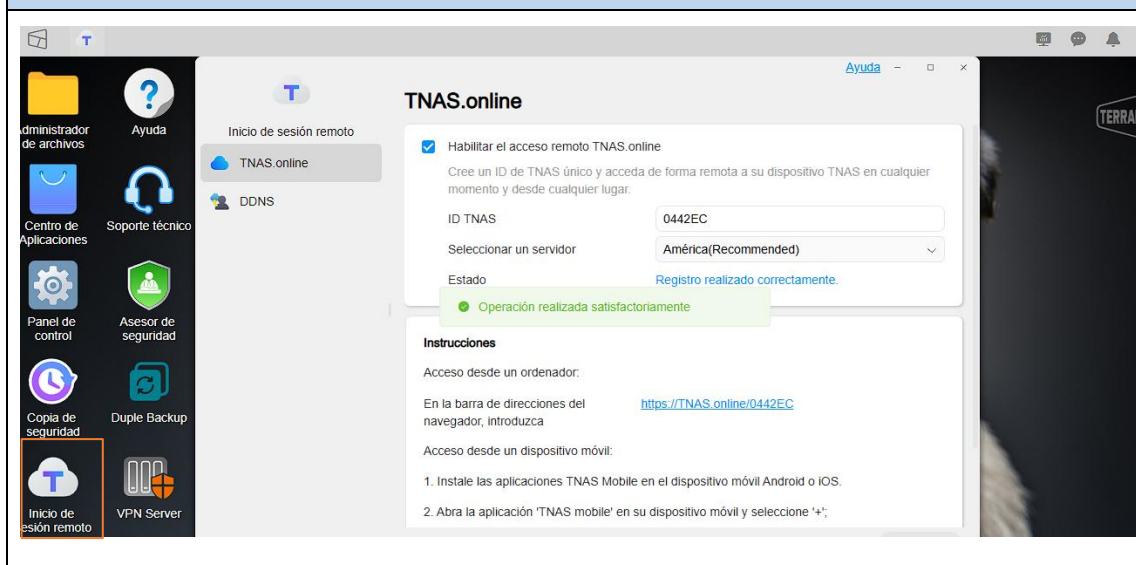 T
Ayuda
dministrador
de archivos
Ayuda
Centro de
Aplicaciones
Soporte técnico
Panel de
control
Asesor de
seguridad
Copia de
seguridad
Duple Backup
T
Inicio de
esión remoto
VPN Server
T
Inicio de sesión remoto
TNAS.online
DDNS
TNAS.online
Habilitar el acceso remoto TNAS.online
Cree un ID de TNAS único y acceda de forma remota a su dispositivo TNAS en cualquier
momento y desde cualquier lugar.
ID TNAS 0442EC
Seleccionar un servidor América(Recommended)
Estado Registro realizado correctamente.
Operación realizada satisfactoriamente
Instrucciones
Acceso desde un ordenador:
En la barra de direcciones del
navegador, introduzca
https://TNAS.online/0442EC
Acceso desde un dispositivo móvil:
1. Instale las aplicaciones TNAS Mobile en el dispositivo móvil Android o iOS.
2. Abra la aplicación 'TNAS mobile' en su dispositivo móvil y seleccione '+';
TERRA